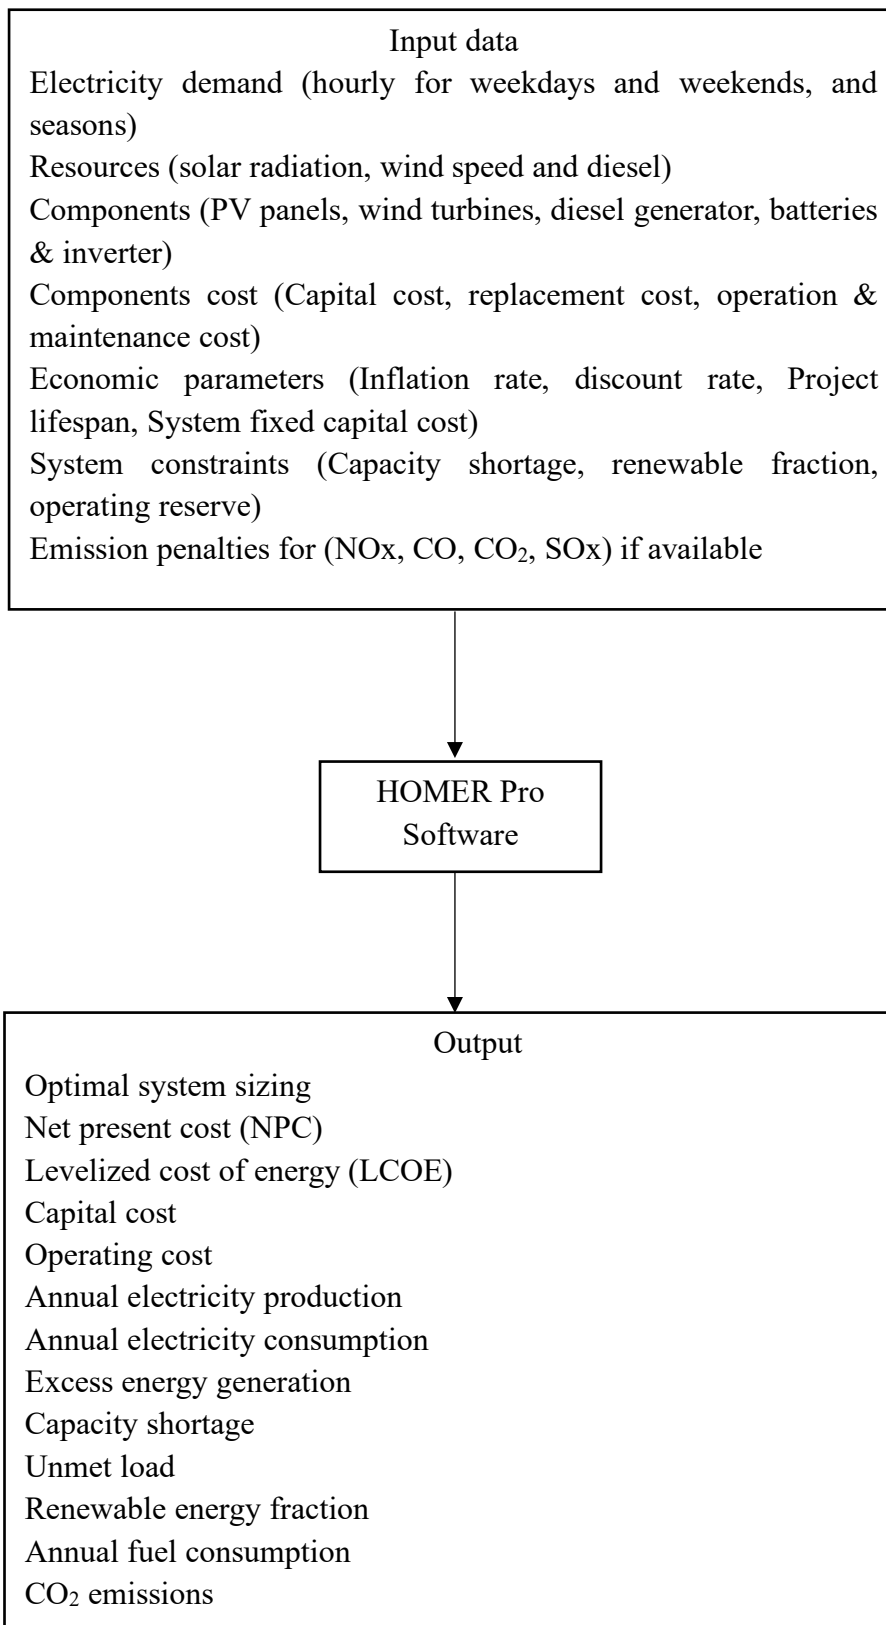 Input data
Electricity demand (hourly for weekdays and weekends, and
seasons)
Resources (solar radiation, wind speed and diesel)
Components (PV panels, wind turbines, diesel generator, batteries
& inverter)
Components cost (Capital cost, replacement cost, operation &
maintenance cost)
Economic parameters (Inflation rate, discount rate, Project
lifespan, System fixed capital cost)
System constraints (Capacity shortage, renewable fraction,
operating reserve)
Emission penalties for (NOx, CO, CO₂, SOx) if available
HOMER Pro
Software
Output
Optimal system sizing
Net present cost (NPC)
Levelized cost of energy (LCOE)
Capital cost
Operating cost
Annual electricity production
Annual electricity consumption
Excess energy generation
Capacity shortage
Unmet load
Renewable energy fraction
Annual fuel consumption
CO₂ emissions